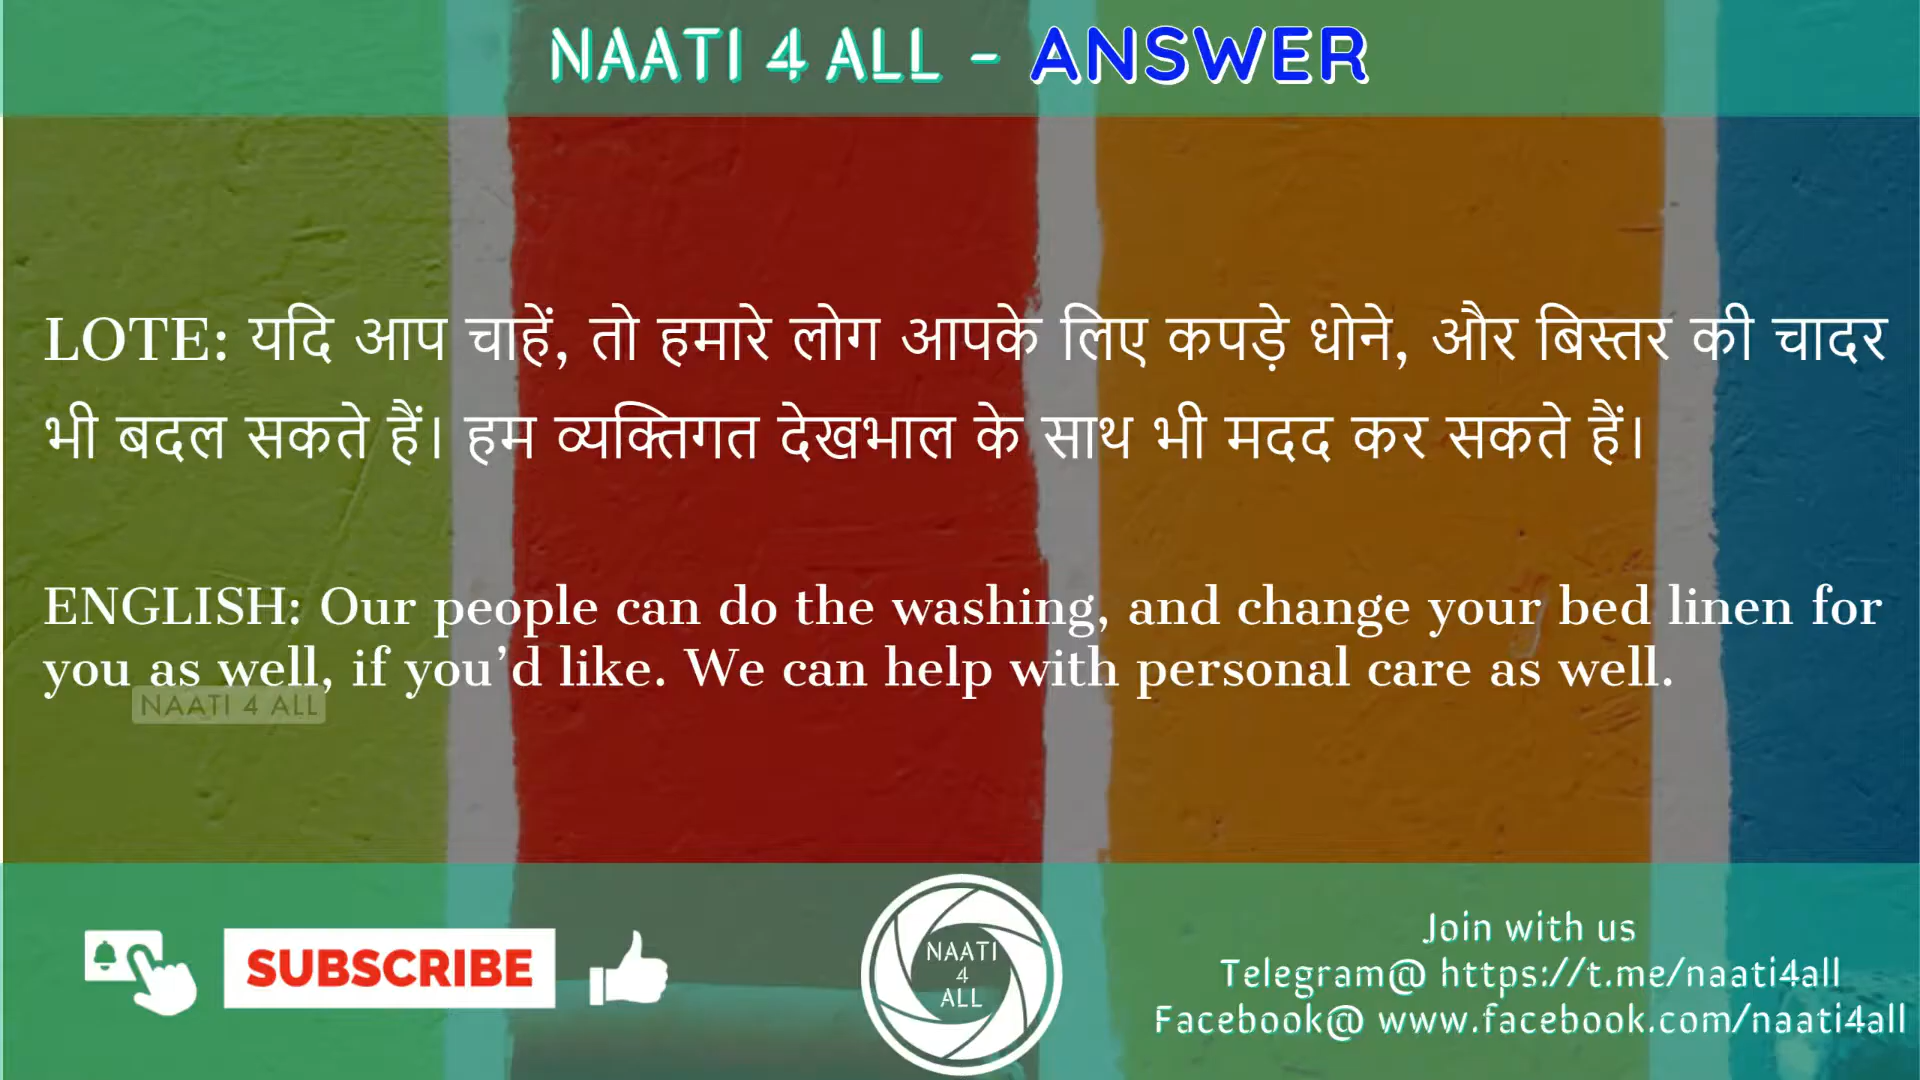 NAATI 4 ALL - ANSWER
LOTE: यदि आप चाहें, तो हमारे लोग आपके लिए कपड़े धोने, और बिस्तर की चादर
भी बदल सकते हैं। हम व्यक्तिगत देखभाल के साथ भी मदद कर सकते हैं।
ENGLISH: Our people can do the washing, and change your bed linen for
you as well, if you’d like. We can help with personal care as well.
NAATI 4 ALL
SUBSCRIBE
NAATI
4
ALL
Join with us
Telegram@ https://t.me/naati4all
Facebook@ www.facebook.com/naati4all